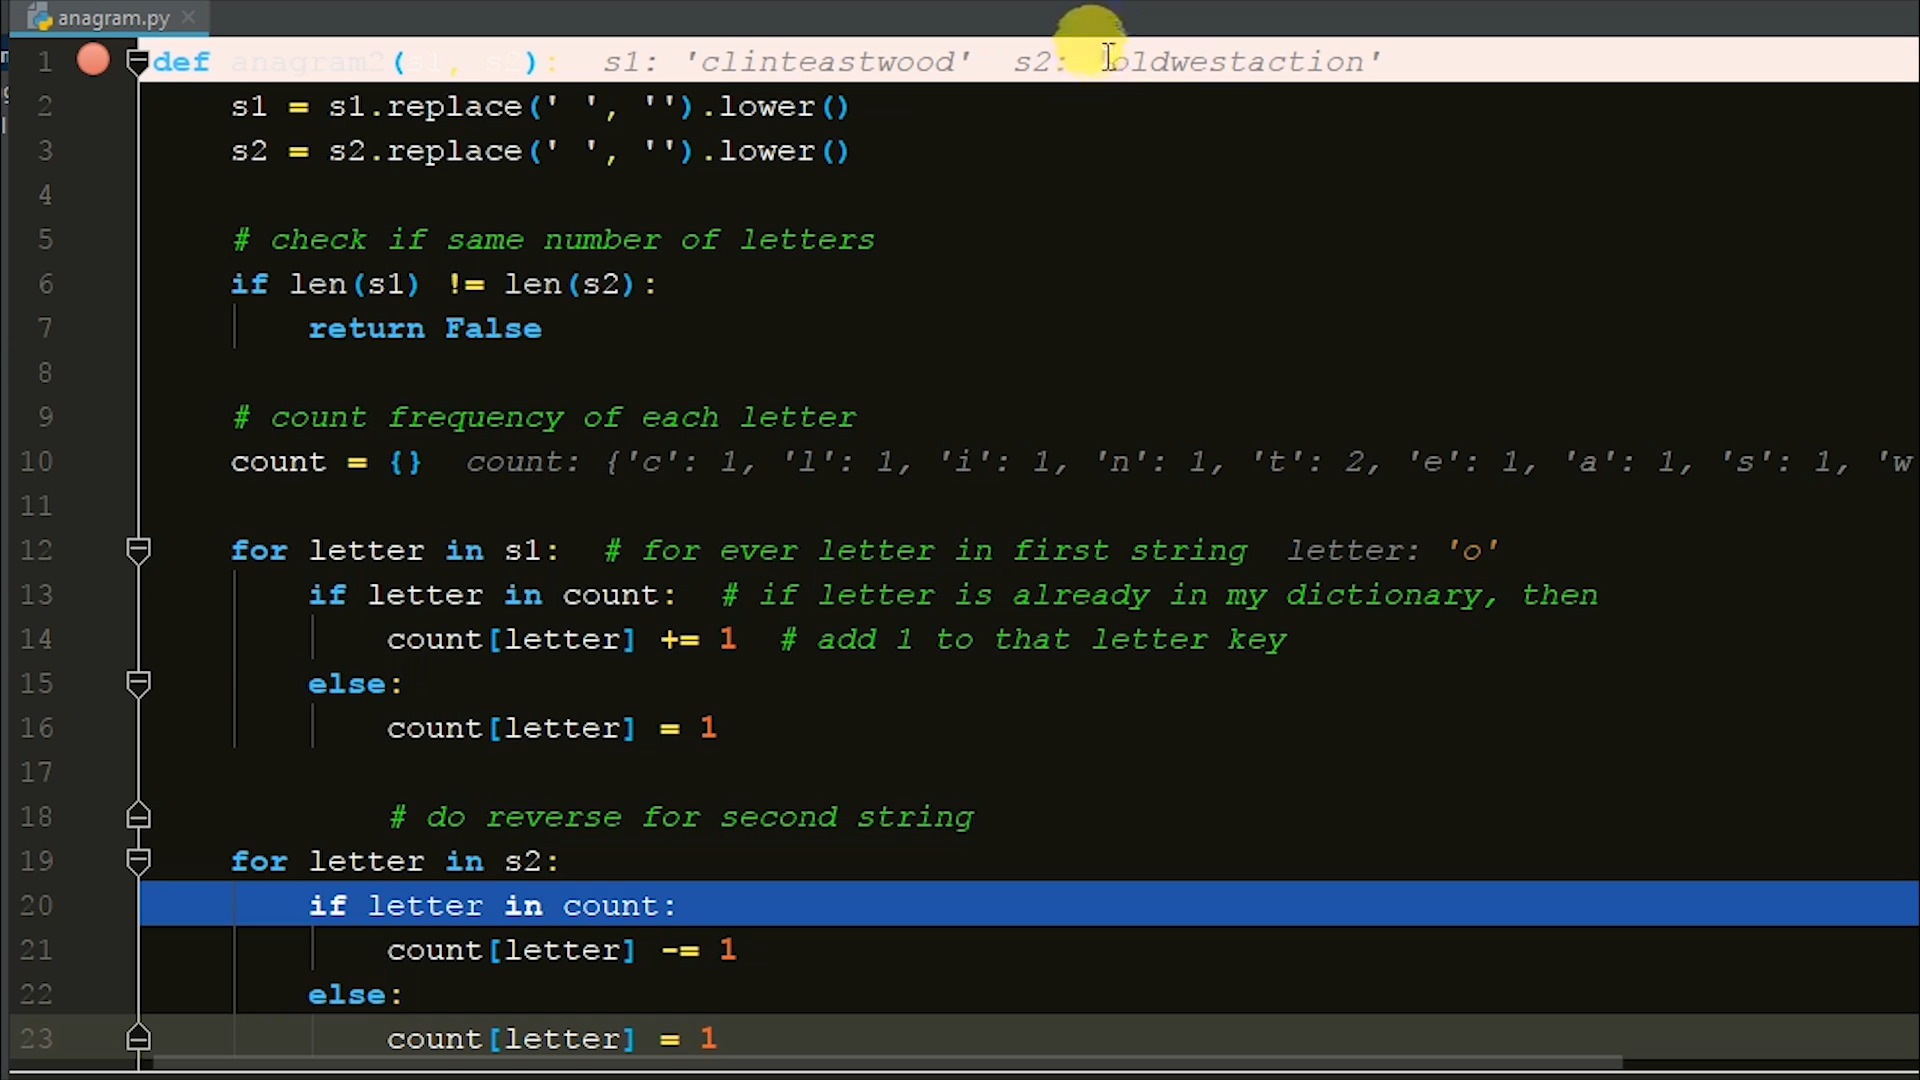 anagram.py
1 def anagram2(s1, s2): s1: 'clinteastwood' s2: 'oldwestaction'
2 s1 = s1.replace(' ', '').lower()
3 s2 = s2.replace(' ', '').lower()
4
5 # check if same number of letters
6 if len(s1) != len(s2):
7 return False
8
9 # count frequency of each letter
10 count = {} count: {'c': 1, 'l': 1, 'i': 1, 'n': 1, 't': 2, 'e': 1, 'a': 1, 's': 1, 'w
11
12 for letter in s1: # for ever letter in first string letter: 'o'
13 if letter in count: # if letter is already in my dictionary, then
14 count[letter] += 1 # add 1 to that letter key
15 else:
16 count[letter] = 1
17
18 # do reverse for second string
19 for letter in s2:
20 if letter in count:
21 count[letter] -= 1
22 else:
23 count[letter] = 1